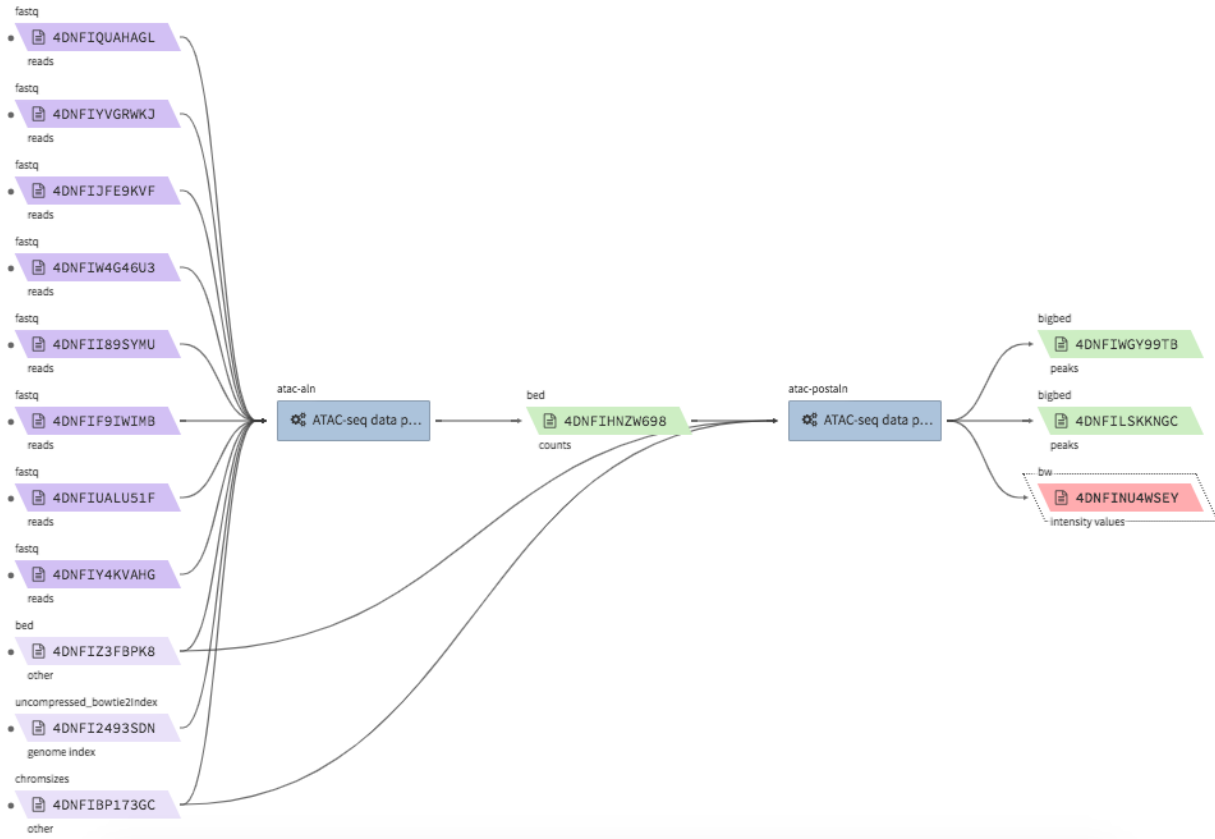 fastq
4DNFIQUAHAGL
reads
fastq
4DNFIYVGRWKJ
reads
fastq
4DNFIJFE9KVF
reads
fastq
4DNFIW4G46U3
reads
fastq
4DNFII89SYMU
reads
fastq
4DNFIF9IWIMB
reads
fastq
4DNFIUALU51F
reads
fastq
4DNFIY4KVAHG
reads
bed
4DNFIZ3FBPK8
other
uncompressed_bowtie2Index
4DNFI2493SDN
genome index
chromsizes
4DNFIBP173GC
other
atac-aln
ATAC-seq data p...
bed
4DNFIHNZW698
counts
atac-postaln
ATAC-seq data p...
bigbed
4DNFIWGY99TB
peaks
bigbed
4DNFILSKKNGC
peaks
bw
4DNFINU4WSEY
intensity values